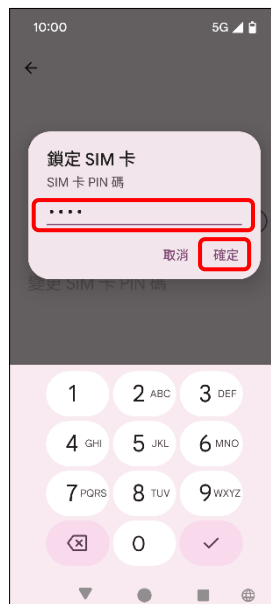 10:00 5G
鎖定 SIM 卡
SIM 卡 PIN 碼
••••
取消 確定
變更 SIM 卡 PIN 碼
1 2 ABC 3 DEF
4 GHI 5 JKL 6 MNO
7 PQRS 8 TUV 9 WXYZ
0